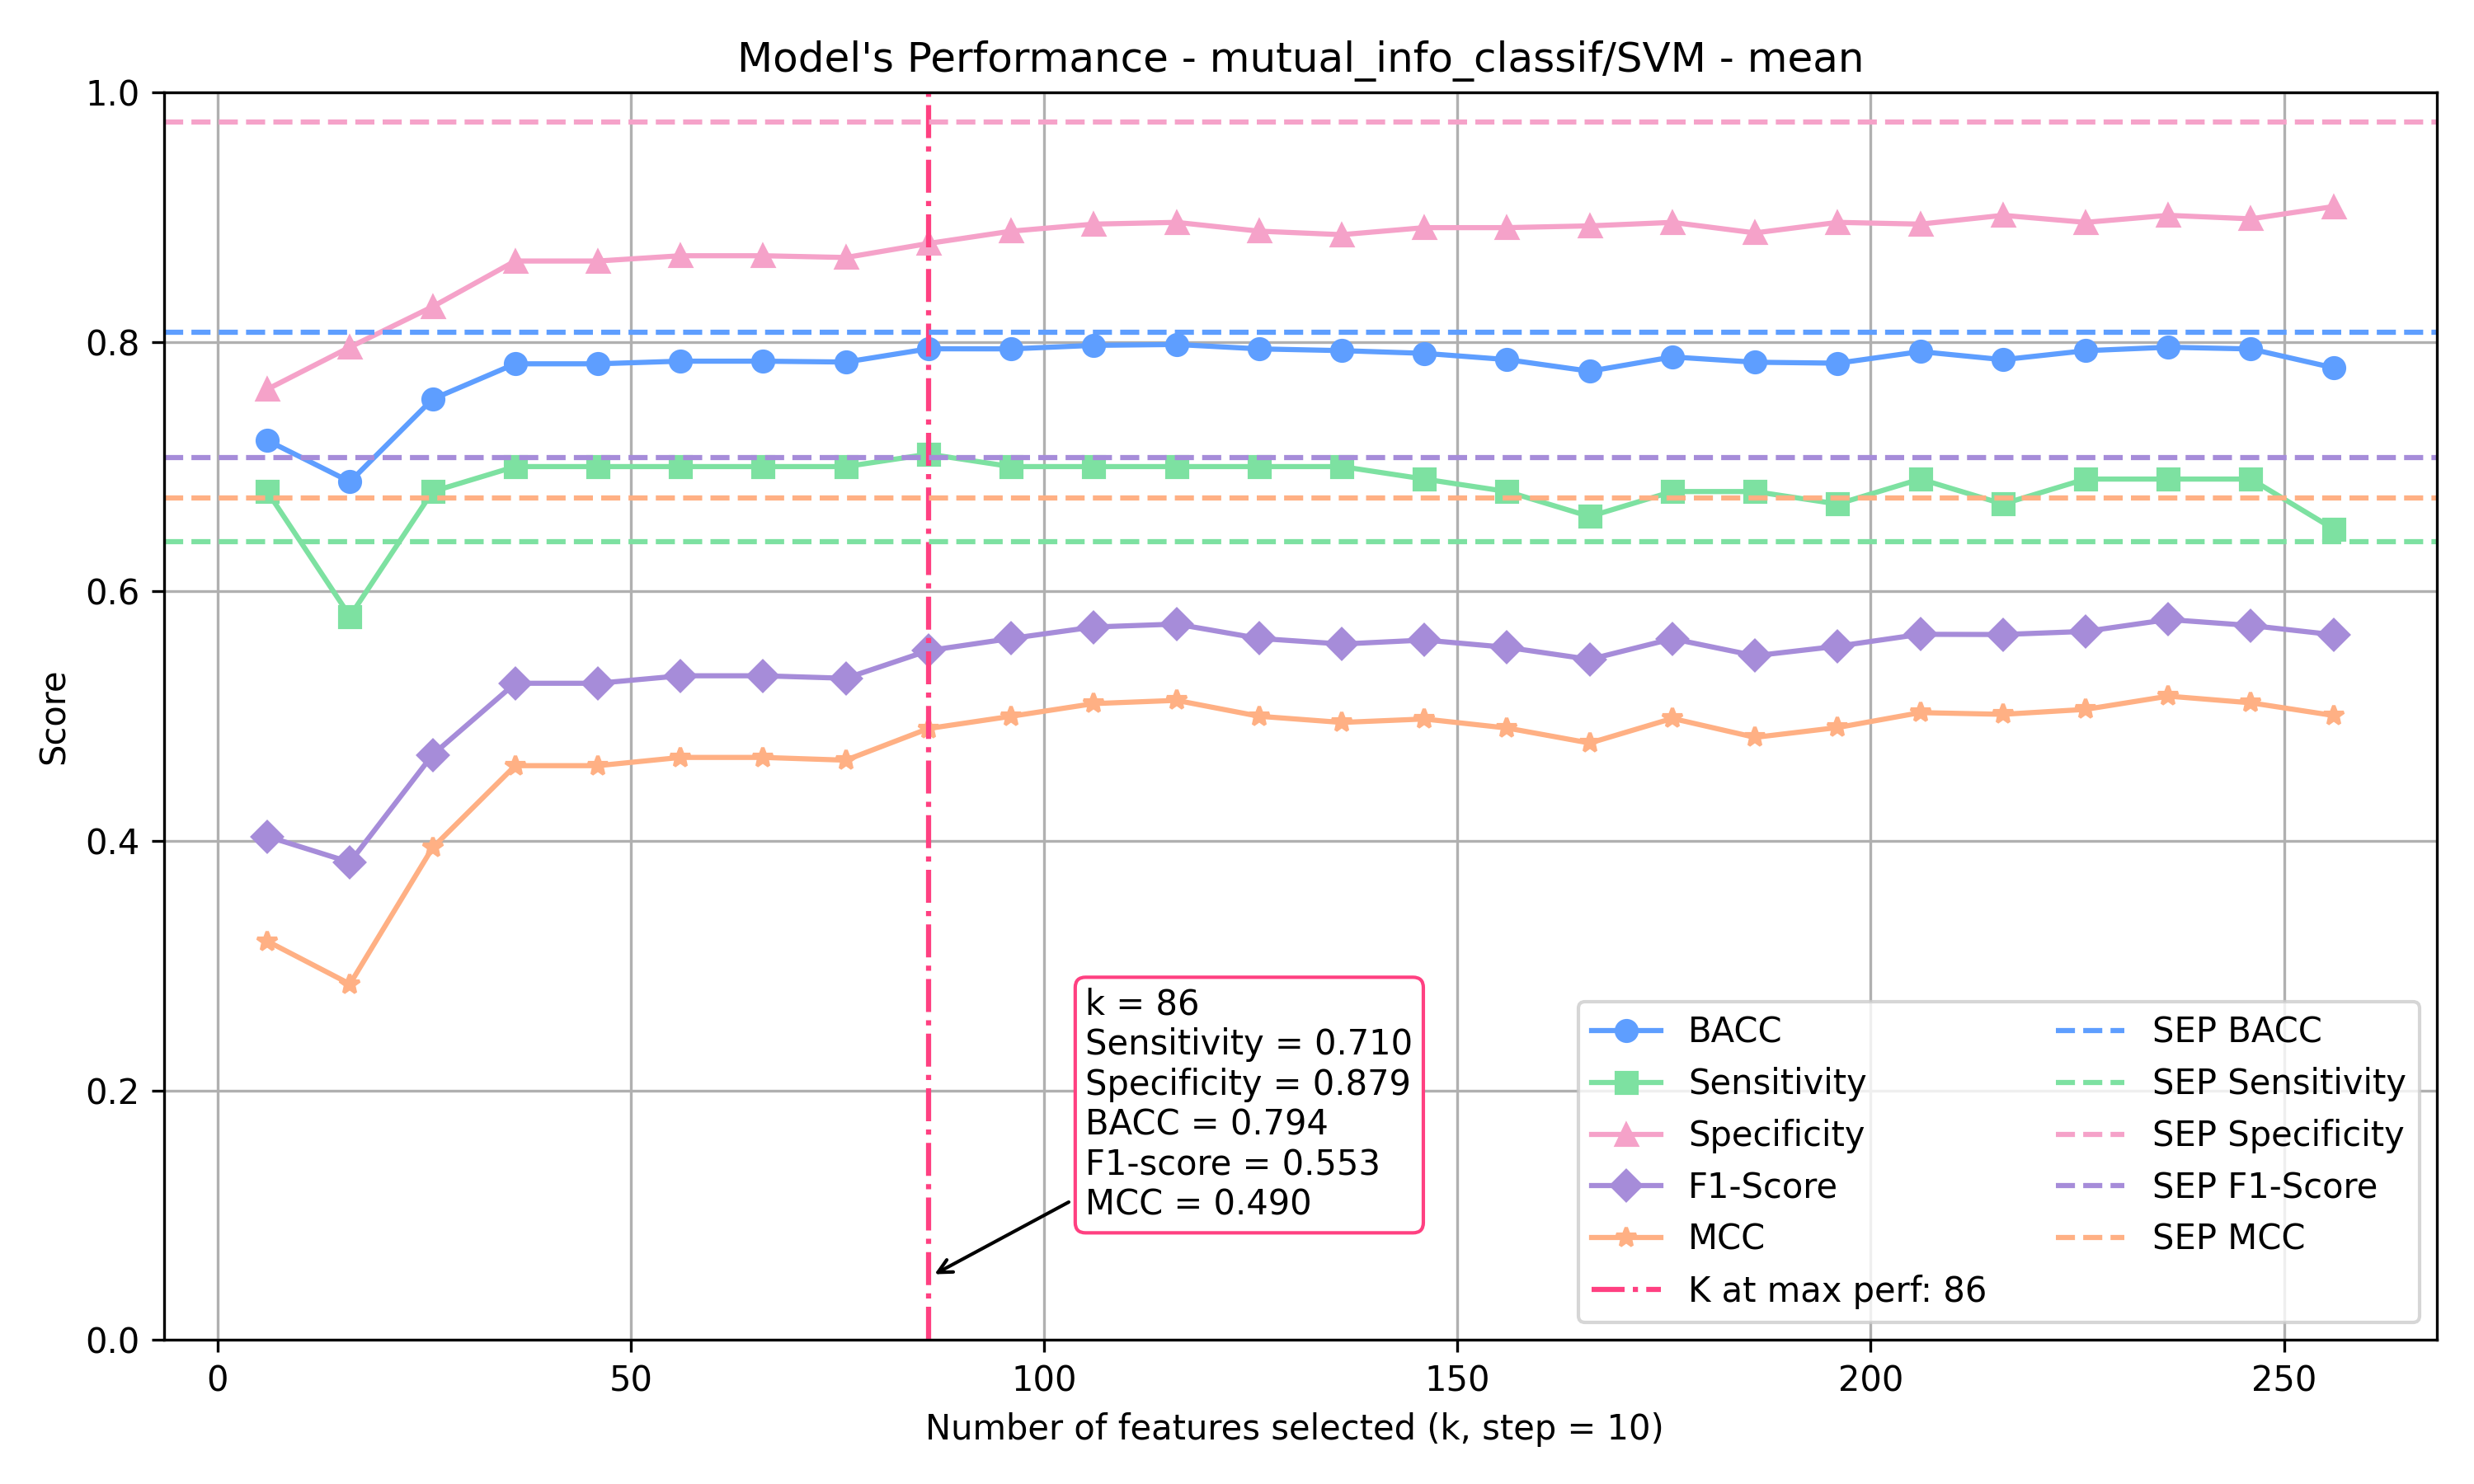 Model's Performance - mutual_info_classif/SVM - mean
Score
1.0
0.8
0.6
0.4
0.2
0.0
k = 86
Sensitivity = 0.710
Specificity = 0.879
BACC = 0.794
F1-score = 0.553
MCC = 0.490
BACC
Sensitivity
Specificity
F1-Score
MCC
K at max perf: 86
SEP BACC
SEP Sensitivity
SEP Specificity
SEP F1-Score
SEP MCC
0 50 100 150 200 250
Number of features selected (k, step = 10)